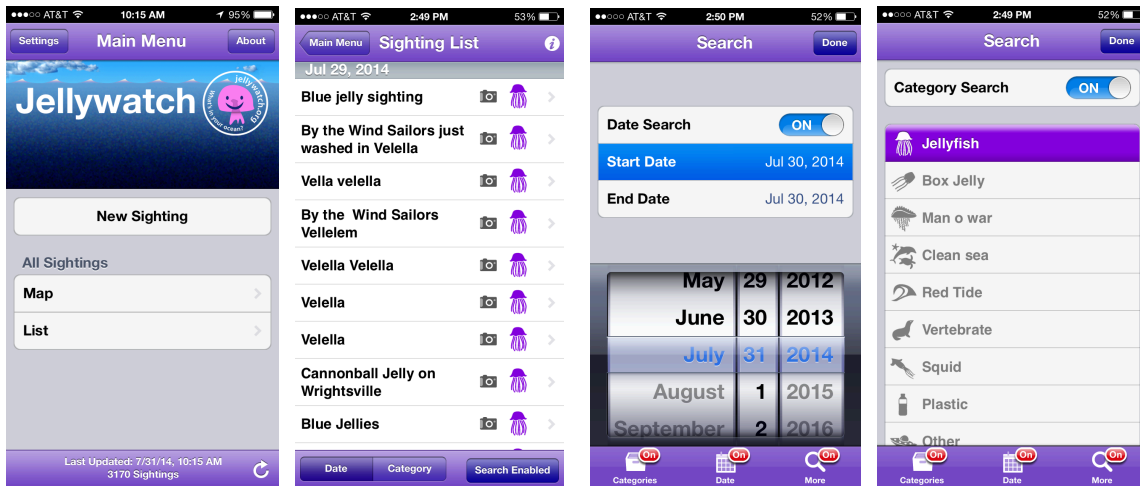 AT&T 10:15 AM 95%
Settings Main Menu About
Jellywatch
jellywatch.org
what's in your ocean?
New Sighting
All Sightings
Map
List
Last Updated: 7/31/14, 10:15 AM
3170 Sightings
AT&T 2:49 PM 53%
Main Menu Sighting List i
Jul 29, 2014
Blue jelly sighting
By the Wind Sailors just
washed in Velella
Vella velella
By the Wind Sailors
Vellelem
Velella Velella
Velella
Velella
Cannonball Jelly on
Wrightsville
Blue Jellies
Date Category Search Enabled
AT&T 2:50 PM 52%
Search Done
Date Search ON
Start Date Jul 30, 2014
End Date Jul 30, 2014
May 29 2012
June 30 2013
July 31 2014
August 1 2015
September 2 2016
On On On
Categories Date More
AT&T 2:49 PM 52%
Search Done
Category Search ON
Jellyfish
Box Jelly
Man o war
Clean sea
Red Tide
Vertebrate
Squid
Plastic
Other
On On On
Categories Date More